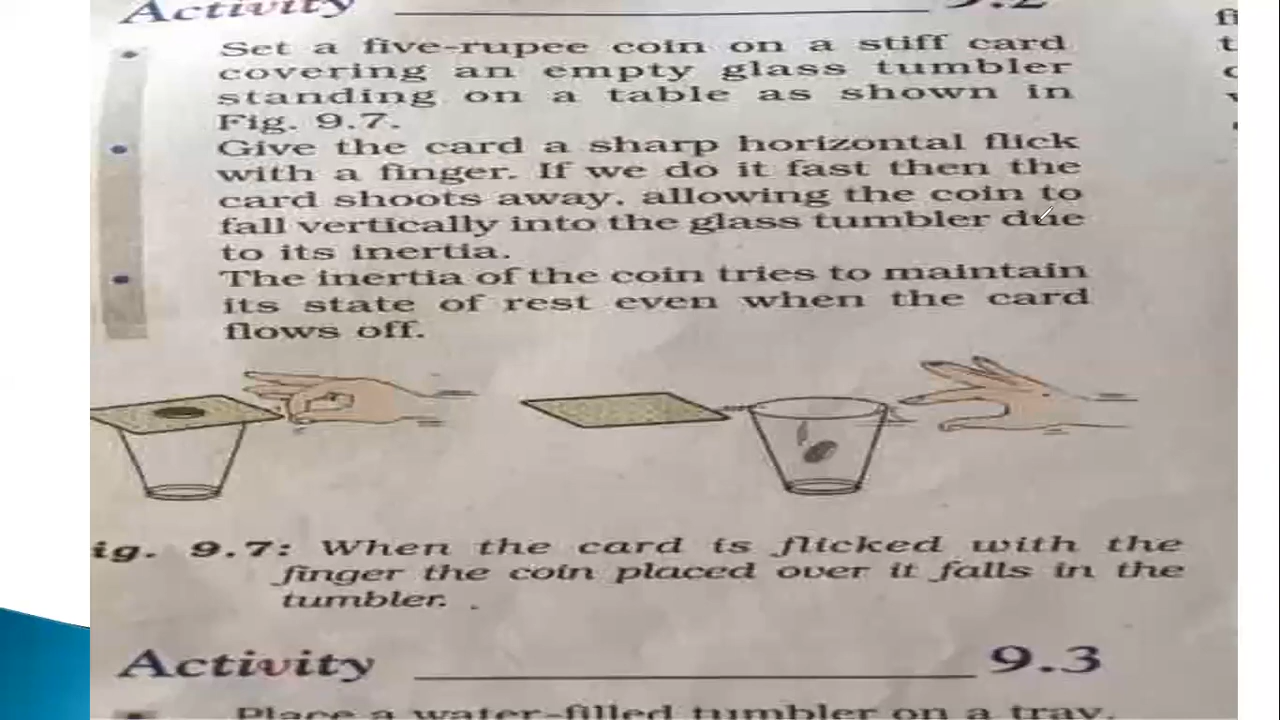 Activity 9.2
Set a five-rupee coin on a stiff card
covering an empty glass tumbler
standing on a table as shown in
Fig. 9.7.
Give the card a sharp horizontal flick
with a finger. If we do it fast then the
card shoots away, allowing the coin to
fall vertically into the glass tumbler due
to its inertia.
The inertia of the coin tries to maintain
its state of rest even when the card
flows off.
ig. 9.7: When the card is flicked with the
finger the coin placed over it falls in the
tumbler.
Activity 9.3
Place a water-filled tumbler on a tray.